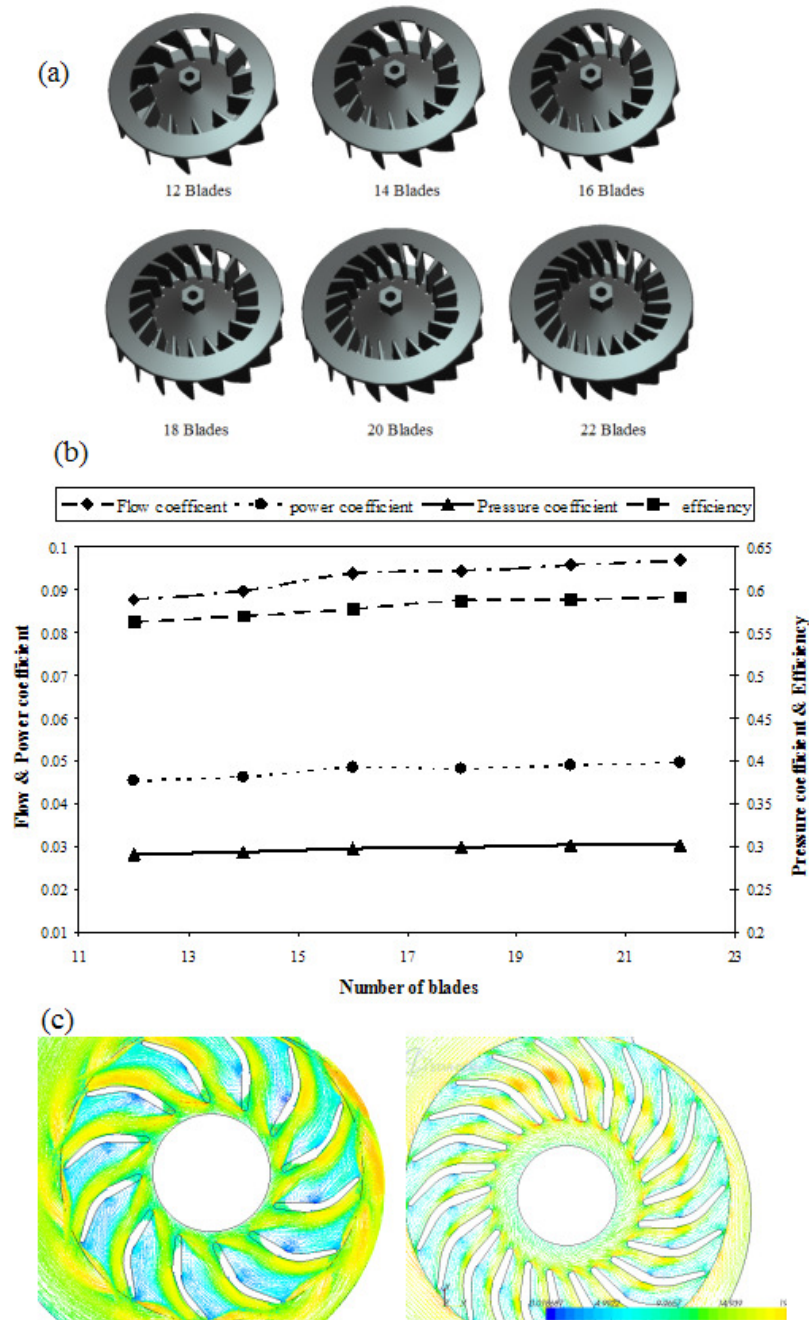 (a)
12 Blades
14 Blades
16 Blades
18 Blades
20 Blades
22 Blades
(b)
Flow coefficent
power coefficient
Pressure coefficient
efficiency
0.1
0.09
0.08
0.07
0.06
0.05
0.04
0.03
0.02
0.01
Flow & Power coefficient
0.65
0.6
0.55
0.5
0.45
0.4
0.35
0.3
0.25
0.2
Pressure coefficient & Efficiency
11
13
15
17
19
21
23
Number of blades
(c)